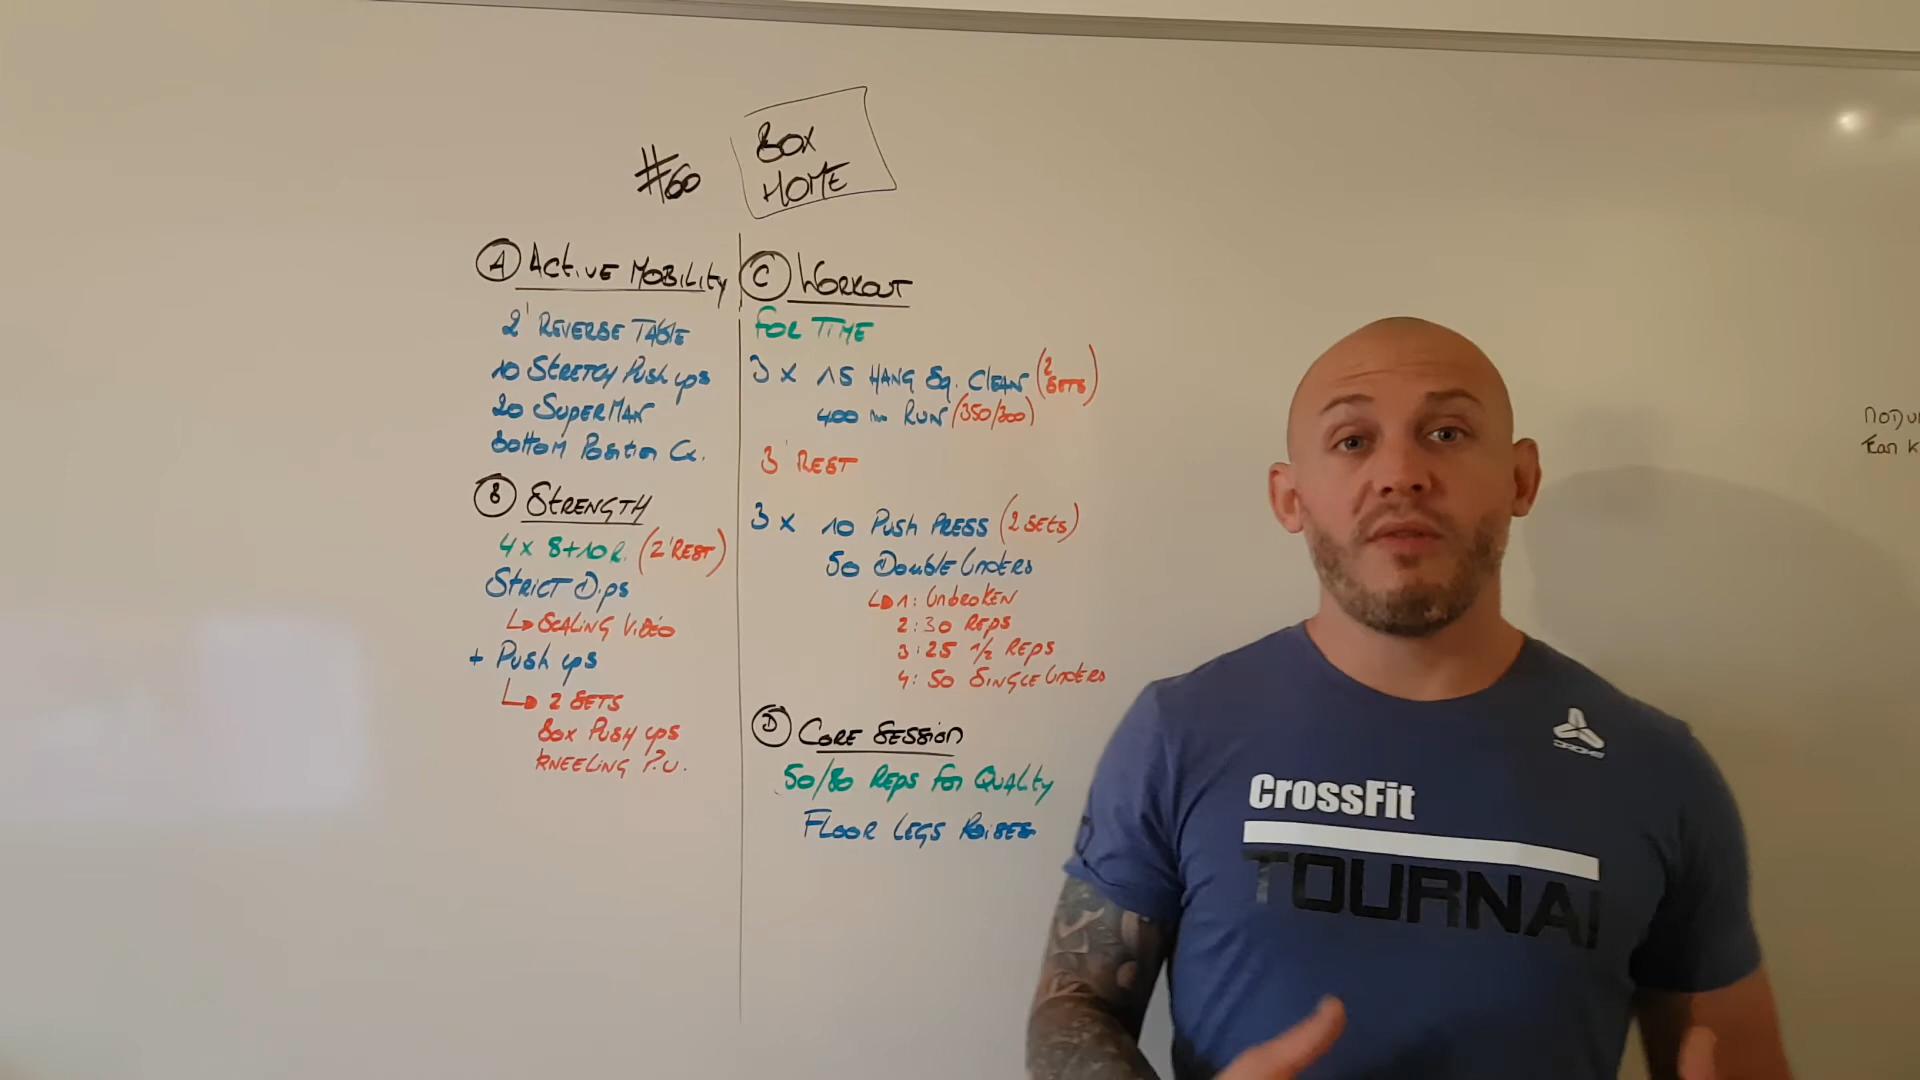 #60
BOX
HOME
A Active Mobility
2' Reverse Table
10 Stretch Push ups
20 Superman
Bottom Position Cx.
B Strength
4 x 8+10 R. (2' Rest)
Strict Dips
↳ Scaling Vidéo
+ Push ups
↳ 2 Sets
Box Push ups
Kneeling P.U.
C Workout
For Time
3 x 15 Hang Sq. Clean (2 Sets)
400 m Run (350/300)
3' Rest
3 x 10 Push Press (2 Sets)
50 Double Unders
↳ 1: Unbroken
2: 30 Reps
3: 25 1/2 Reps
4: 50 Single Unders
D Core Session
50/80 Reps for Quality
Floor Legs Raises
CrossFit
TOURNAI